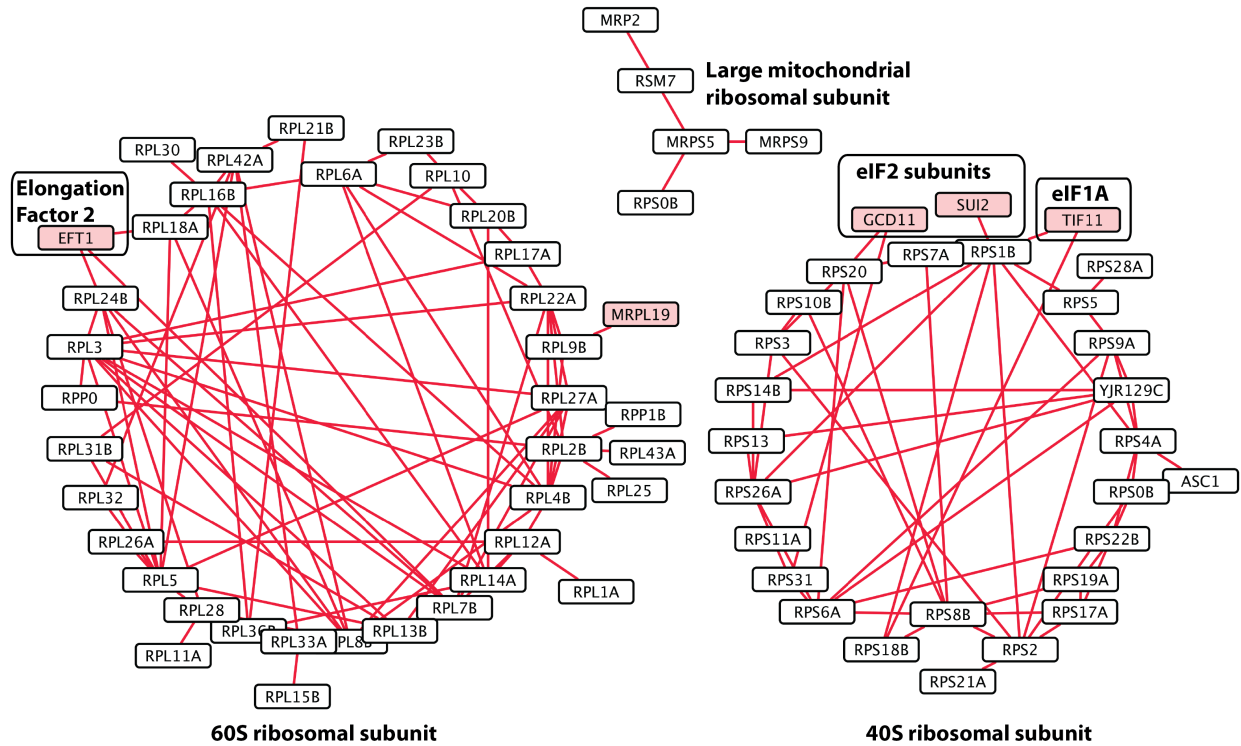 MRP2
RSM7
Large mitochondrial
ribosomal subunit
MRPS5
MRPS9
RPS0B
RPL21B
RPL30
RPL42A
RPL23B
RPL6A
RPL10
RPL16B
Elongation
Factor 2
EFT1
RPL18A
RPL20B
RPL17A
RPL24B
RPL22A
MRPL19
RPL3
RPL9B
RPP0
RPL27A
RPP1B
RPL31B
RPL2B
RPL43A
RPL32
RPL4B
RPL25
RPL26A
RPL12A
RPL5
RPL14A
RPL1A
RPL28
RPL7B
RPL36B
RPL33A
PL8B
RPL13B
RPL11A
RPL15B
60S ribosomal subunit
eIF2 subunits
GCD11
SUI2
eIF1A
TIF11
RPS7A
RPS1B
RPS20
RPS28A
RPS10B
RPS5
RPS3
RPS9A
RPS14B
YJR129C
RPS13
RPS4A
RPS26A
RPS0B
ASC1
RPS11A
RPS22B
RPS31
RPS19A
RPS6A
RPS8B
RPS17A
RPS18B
RPS2
RPS21A
40S ribosomal subunit